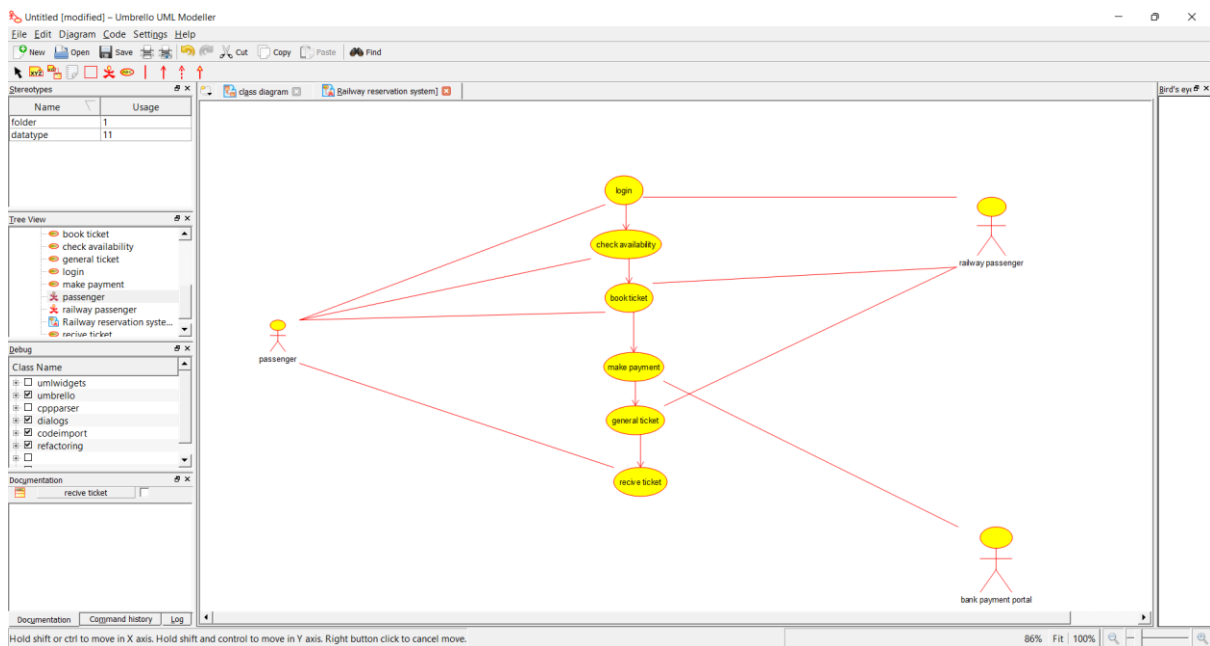 Untitled [modified] – Umbrello UML Modeller
File Edit Diagram Code Settings Help
New Open Save Cut Copy Paste Find
XYZ
Stereotypes
Name Usage
folder 1
datatype 11
Tree View
book ticket
check availability
general ticket
login
make payment
passenger
railway passenger
Railway reservation syste...
recive ticket
Debug
Class Name
umlwidgets
umbrello
cppparser
dialogs
codeimport
refactoring
Documentation
recive ticket
Documentation Command history Log
class diagram Railway reservation system]
Bird's eye
login
check availability
book ticket
make payment
general ticket
recive ticket
passenger
railway passenger
bank payment portal
Hold shift or ctrl to move in X axis. Hold shift and control to move in Y axis. Right button click to cancel move.
86% Fit 100%